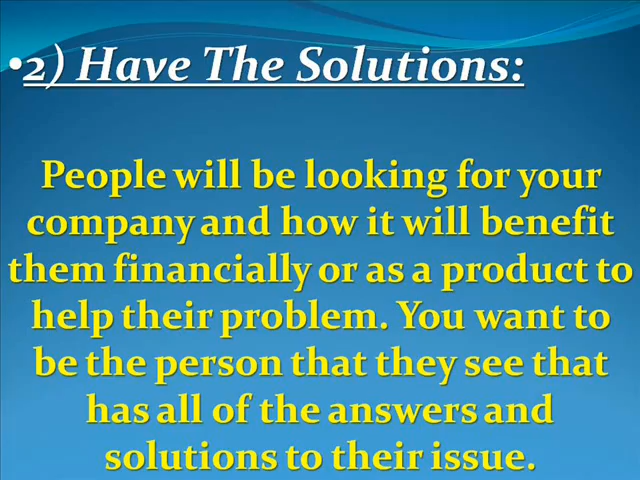 •2) Have The Solutions:
People will be looking for your
company and how it will benefit
them financially or as a product to
help their problem. You want to
be the person that they see that
has all of the answers and
solutions to their issue.